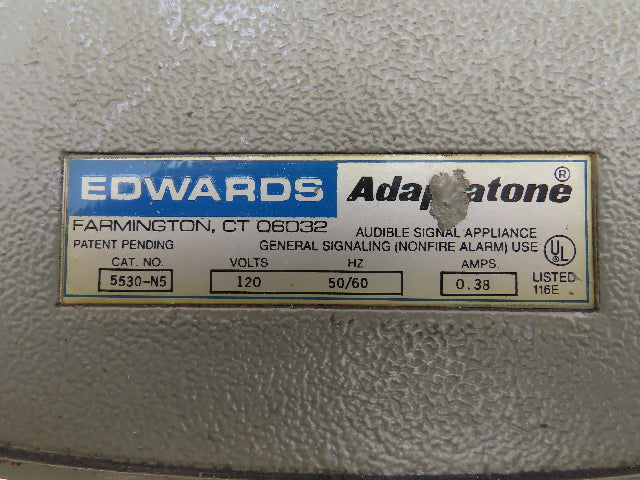 EDWARDS
®
FARMINGTON, CT 06032 AUDIBLE SIGNAL APPLIANCE
PATENT PENDING GENERAL SIGNALING (NONFIRE ALARM) USE UL
CAT. NO. VOLTS HZ AMPS. LISTED
5530-N5 120 50/60 0.38 116E